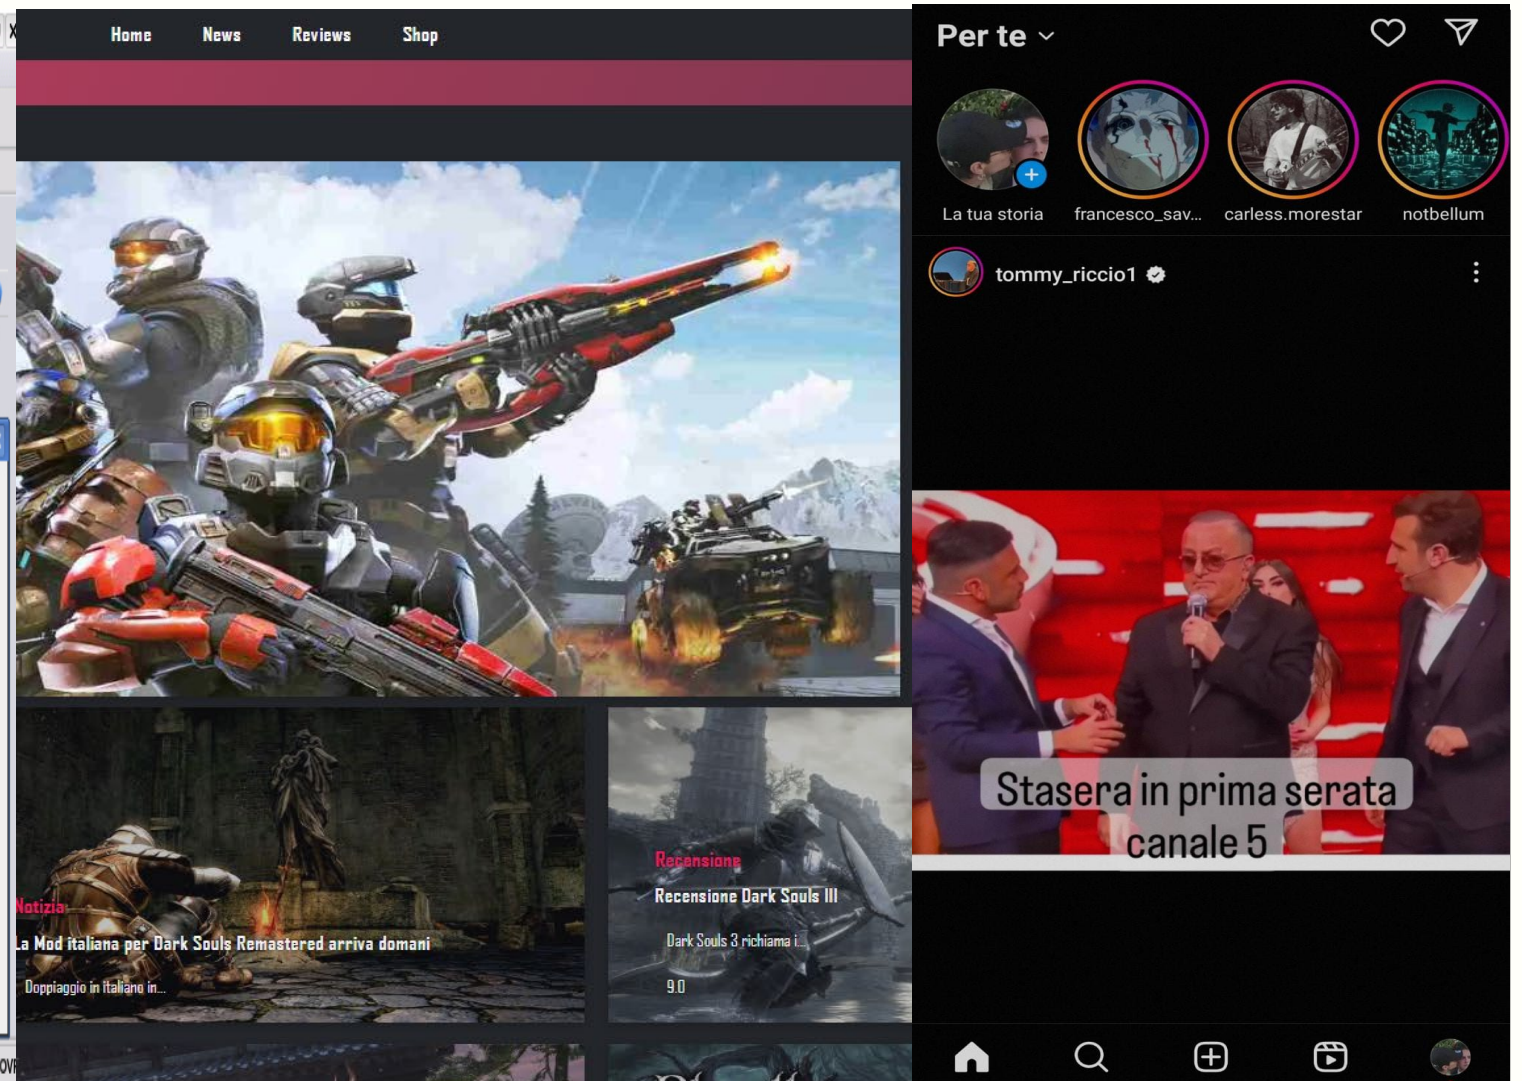 X
Home News Reviews Shop
Notizia
La Mod italiana per Dark Souls Remastered arriva domani
Doppiaggio in italiano in...
Recensione
Recensione Dark Souls III
Dark Souls 3 richiama i...
9.0
Per te
La tua storia francesco_sav... carless.morestar notbellum
tommy_riccio1
Stasera in prima serata
canale 5